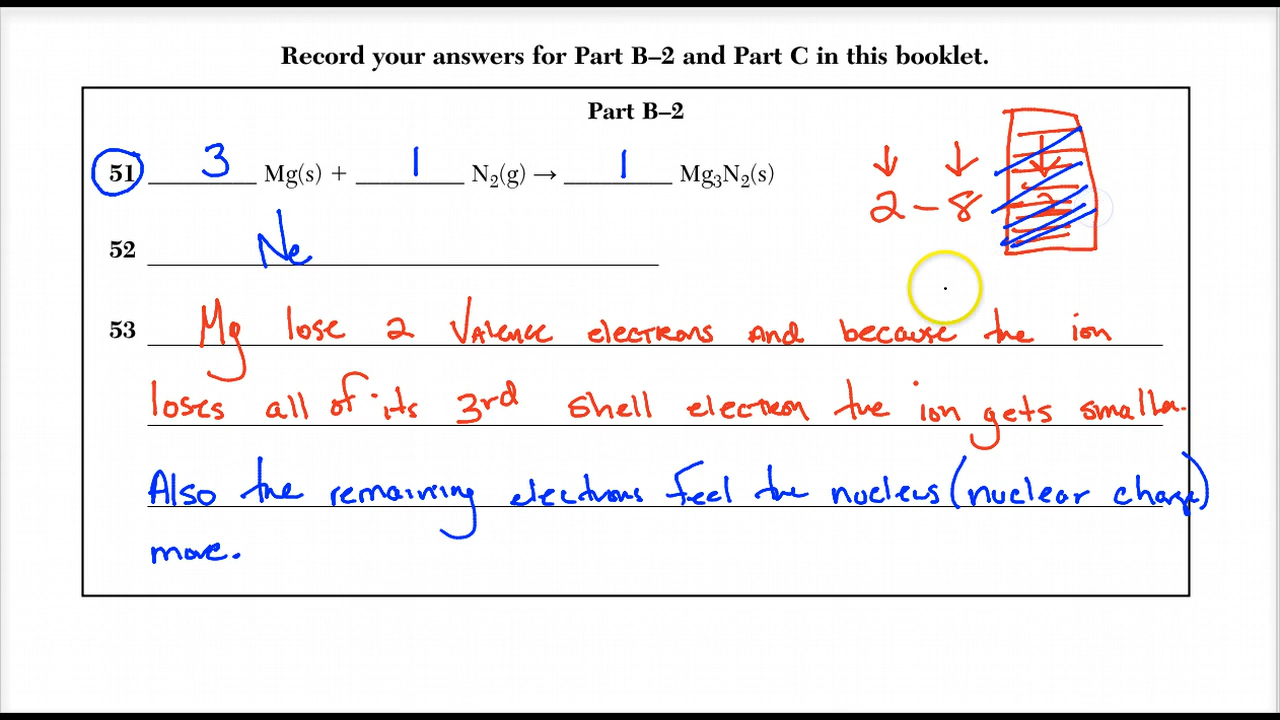 Record your answers for Part B–2 and Part C in this booklet.
Part B–2
51 3 Mg(s) + 1 N₂(g) → 1 Mg₃N₂(s)
2 – 8 – 2
52 Ne
53 Mg lose 2 valence electrons and because the ion
loses all of its 3rd shell electron the ion gets smaller.
Also the remaining electrons feel the nucleus (nuclear charge)
more.